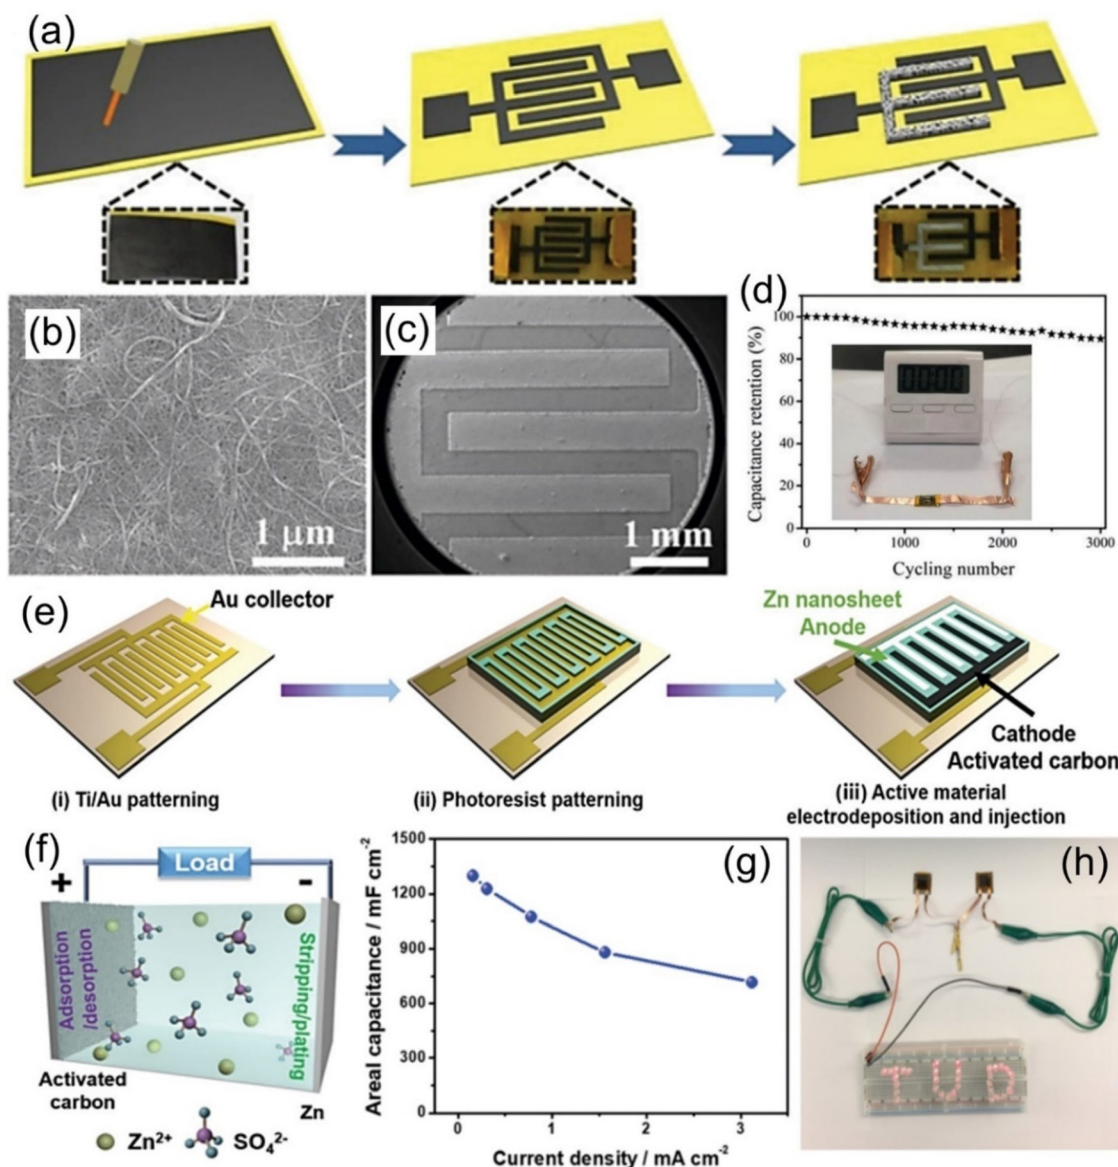 (a)
(b)
1 μm
(c)
1 mm
(d)
Capacitance retention (%)
100
80
60
40
20
0
0 1000 2000 3000
Cycling number
00:00
(e)
Au collector
Zn nanosheet
Anode
Cathode
Activated carbon
(i) Ti/Au patterning
(ii) Photoresist patterning
(iii) Active material
electrodeposition and injection
(f)
Load
+
-
Adsorption
/desorption
Stripping/plating
Activated
carbon
Zn
Zn²⁺
SO₄²⁻
(g)
Areal capacitance / mF cm⁻²
1500
1200
900
600
300
0
0 1 2 3
Current density / mA cm⁻²
(h)
TUD